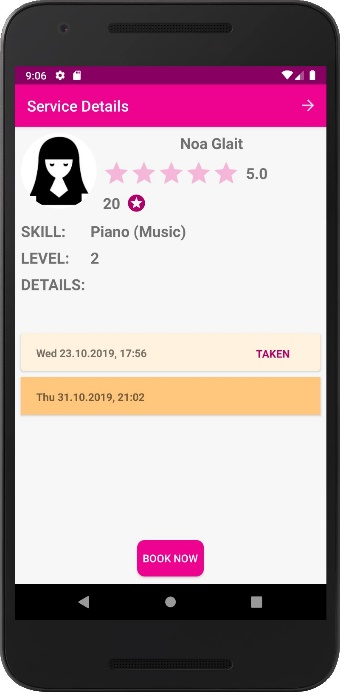 9:06
Service Details
Noa Glait
5.0
20
SKILL: Piano (Music)
LEVEL: 2
DETAILS:
Wed 23.10.2019, 17:56 TAKEN
Thu 31.10.2019, 21:02
BOOK NOW